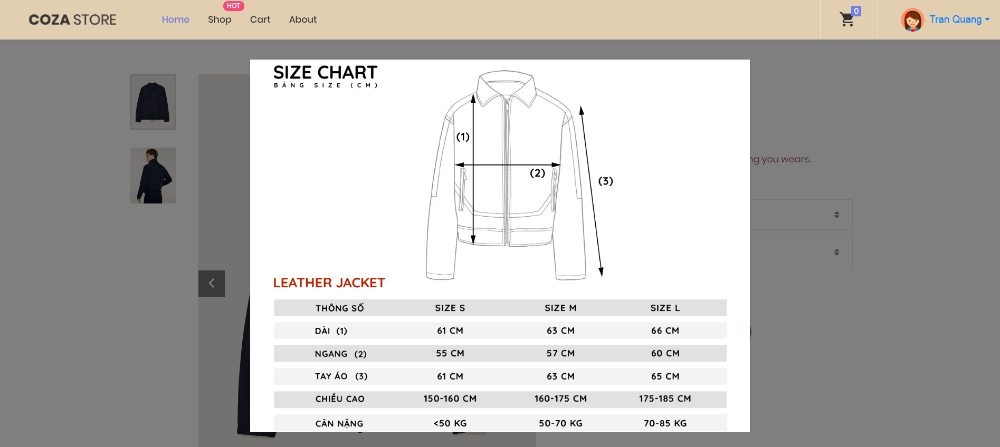 HOT
COZA STORE
Home Shop Cart About
0
Tran Quang
SIZE CHART
BẢNG SIZE (CM)
(1)
(2)
(3)
ng you wears.
LEATHER JACKET
THÔNG SỐ SIZE S SIZE M SIZE L
DÀI (1) 61 CM 63 CM 66 CM
NGANG (2) 55 CM 57 CM 60 CM
TAY ÁO (3) 61 CM 63 CM 65 CM
CHIỀU CAO 150-160 CM 160-175 CM 175-185 CM
CÂN NẶNG <50 KG 50-70 KG 70-85 KG